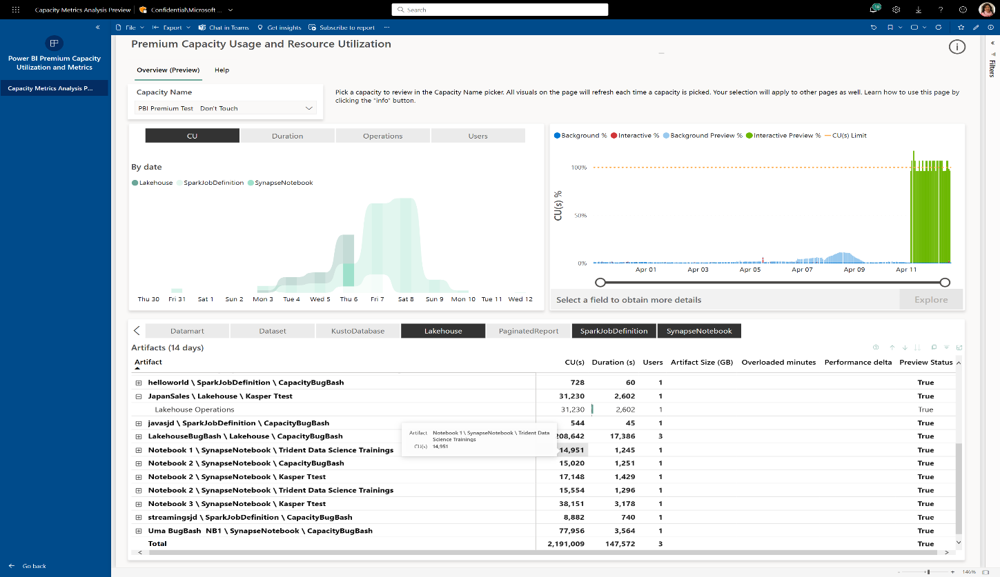 Capacity Metrics Analysis Preview Confidential\Microsoft ...
Search
10
?
File Export Chat in Teams Get insights Subscribe to report ...
Power BI Premium Capacity
Utilization and Metrics
Capacity Metrics Analysis P...
Go back
Filters
Premium Capacity Usage and Resource Utilization
Overview (Preview) Help
Capacity Name
PBI Premium Test Don't Touch
Pick a capacity to review in the Capacity Name picker. All visuals on the page will refresh each time a capacity is picked. Your selection will apply to other pages as well. Learn how to use this page by
clicking the "info" button.
CU Duration Operations Users
By date
Lakehouse SparkJobDefinition SynapseNotebook
Thu 30 Fri 31 Sat 1 Sun 2 Mon 3 Tue 4 Wed 5 Thu 6 Fri 7 Sat 8 Sun 9 Mon 10 Tue 11 Wed 12
Background % Interactive % Background Preview % Interactive Preview % CU(s) Limit
CU(s) %
100%
50%
0%
Apr 01 Apr 03 Apr 05 Apr 07 Apr 09 Apr 11
Select a field to obtain more details Explore
Datamart Dataset KustoDatabase Lakehouse PaginatedReport SparkJobDefinition SynapseNotebook
Artifacts (14 days)
Artifact CU(s) Duration (s) Users Artifact Size (GB) Overloaded minutes Performance delta Preview Status
helloworld \ SparkJobDefinition \ CapacityBugBash 728 60 1 True
JapanSales \ Lakehouse \ Kasper Ttest 31,230 2,602 1 True
Lakehouse Operations 31,230 2,602 1 True
javasjd \ SparkJobDefinition \ CapacityBugBash 544 45 1 True
LakehouseBugBash \ Lakehouse \ CapacityBugBash 208,642 17,386 3 True
Notebook 1 \ SynapseNotebook \ Trident Data Science Trainings 14,951 1,245 1 True
Notebook 2 \ SynapseNotebook \ CapacityBugBash 15,020 1,251 1 True
Notebook 2 \ SynapseNotebook \ Kasper Ttest 17,148 1,429 1 True
Notebook 2 \ SynapseNotebook \ Trident Data Science Trainings 15,554 1,296 1 True
Notebook 3 \ SynapseNotebook \ Kasper Ttest 38,151 3,178 1 True
streamingsjd \ SparkJobDefinition \ CapacityBugBash 8,882 740 1 True
Uma BugBash NB1 \ SynapseNotebook \ CapacityBugBash 77,956 3,564 1 True
Total 2,191,009 147,572 3 True
Artifact Notebook 1 \ SynapseNotebook \ Trident Data
Science Trainings
CU(s) 14,951
146%